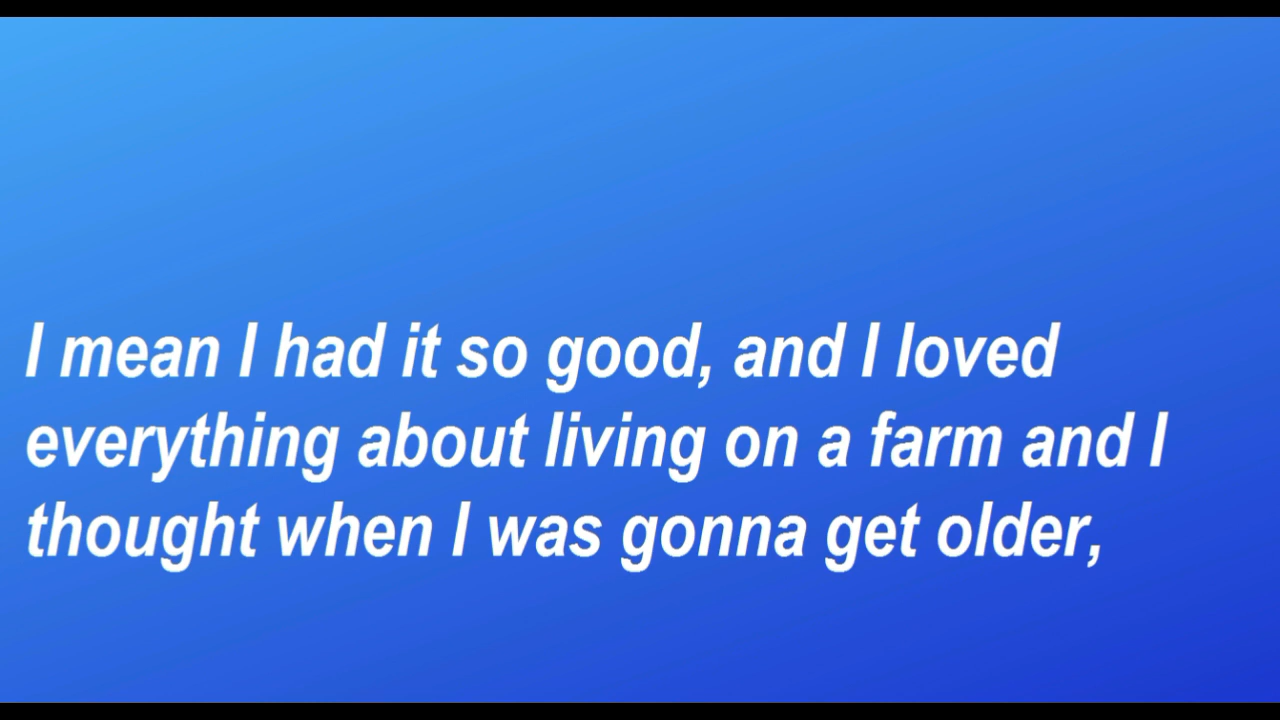 I mean I had it so good, and I loved
everything about living on a farm and I
thought when I was gonna get older,